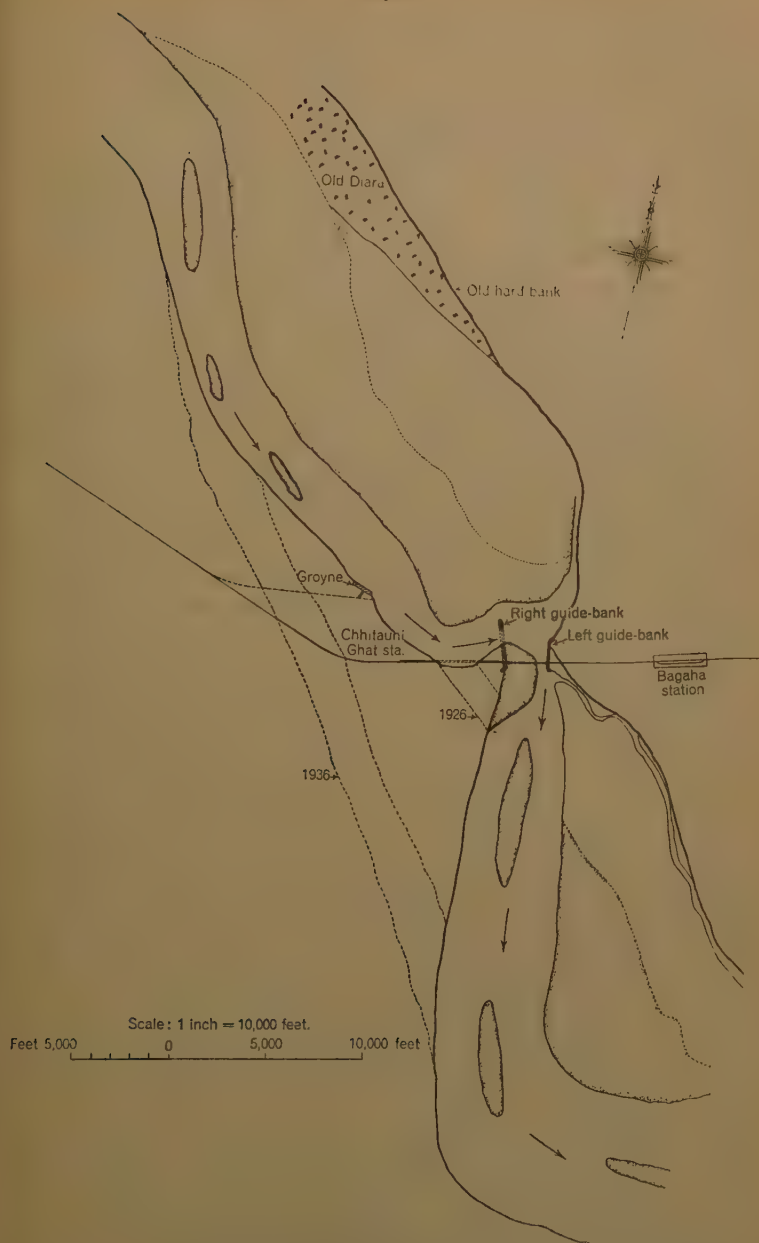 Old Diara
Old hard bank
Groyne
Right guide-bank
Chhitauni
Ghat sta.
Left guide-bank
Bagaha
station
1926
1936
Scale: 1 inch = 10,000 feet.
Feet 5,000 0 5,000 10,000 feet